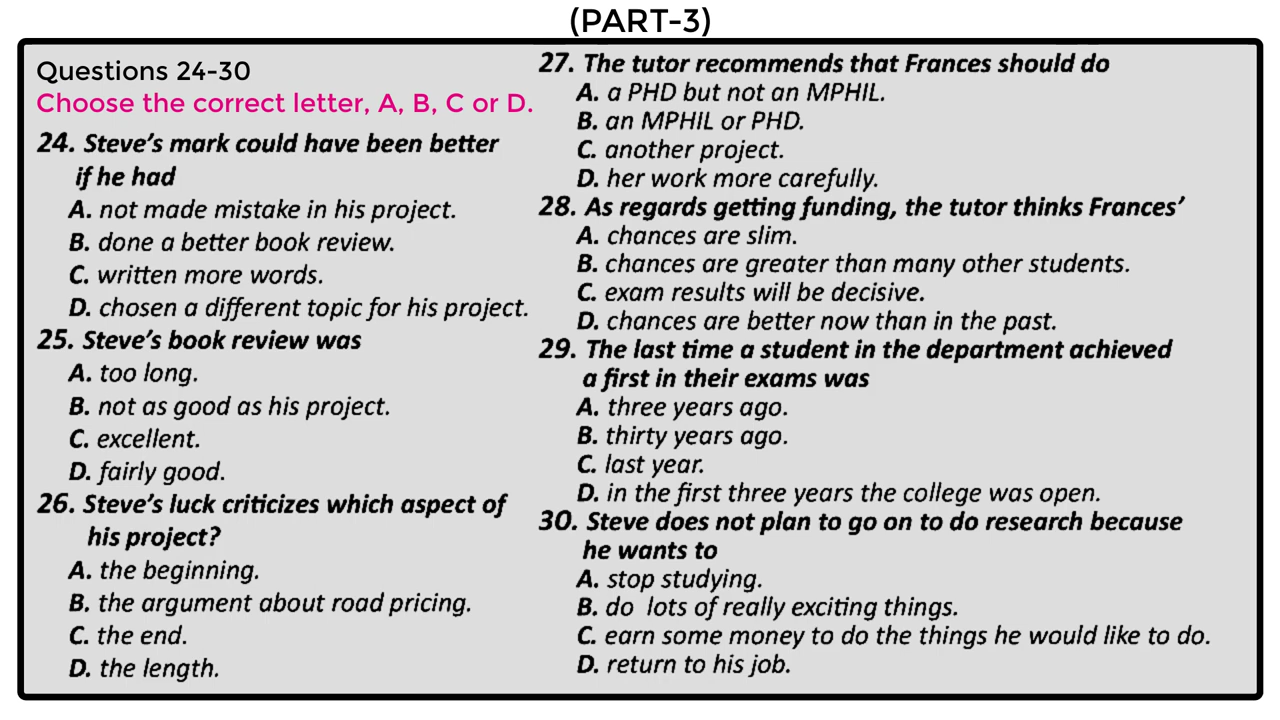 (PART-3)
Questions 24-30
Choose the correct letter, A, B, C or D.
24. Steve's mark could have been better
if he had
A. not made mistake in his project.
B. done a better book review.
C. written more words.
D. chosen a different topic for his project.
25. Steve's book review was
A. too long.
B. not as good as his project.
C. excellent.
D. fairly good.
26. Steve's luck criticizes which aspect of
his project?
A. the beginning.
B. the argument about road pricing.
C. the end.
D. the length.
27. The tutor recommends that Frances should do
A. a PHD but not an MPHIL.
B. an MPHIL or PHD.
C. another project.
D. her work more carefully.
28. As regards getting funding, the tutor thinks Frances'
A. chances are slim.
B. chances are greater than many other students.
C. exam results will be decisive.
D. chances are better now than in the past.
29. The last time a student in the department achieved
a first in their exams was
A. three years ago.
B. thirty years ago.
C. last year.
D. in the first three years the college was open.
30. Steve does not plan to go on to do research because
he wants to
A. stop studying.
B. do lots of really exciting things.
C. earn some money to do the things he would like to do.
D. return to his job.